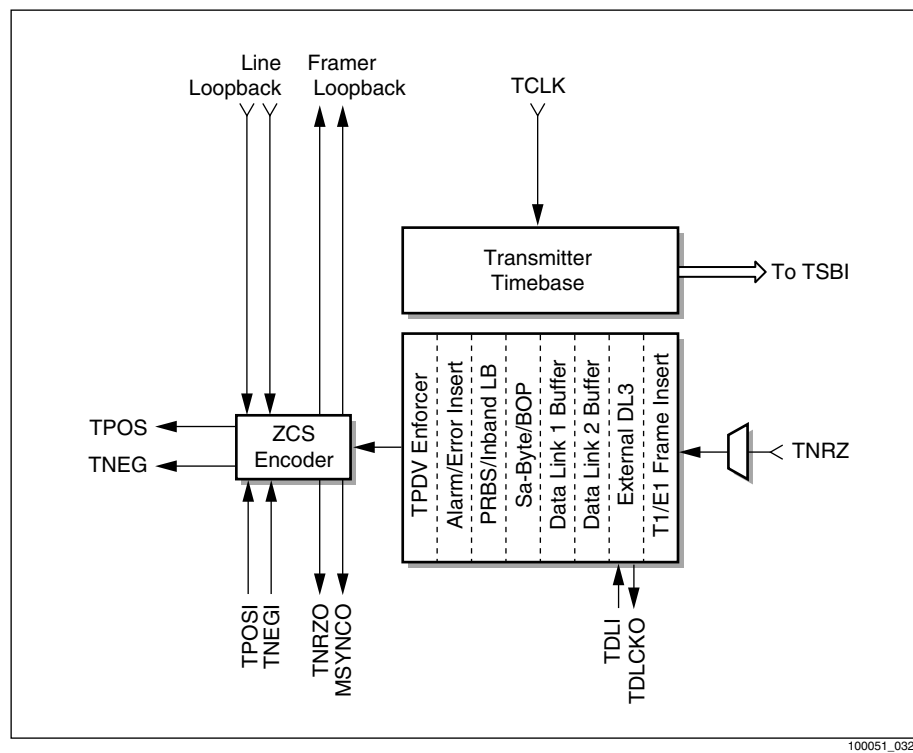 Line
Loopback
Framer
Loopback
TCLK
Transmitter
Timebase
To TSBI
TPOS
TNEG
ZCS
Encoder
TPDV Enforcer
Alarm/Error Insert
PRBS/Inband LB
Sa-Byte/BOP
Data Link 1 Buffer
Data Link 2 Buffer
External DL3
T1/E1 Frame Insert
TNRZ
TPOSI
TNEGI
TNRZO
MSYNCO
TDLI
TDLCKO
100051_032